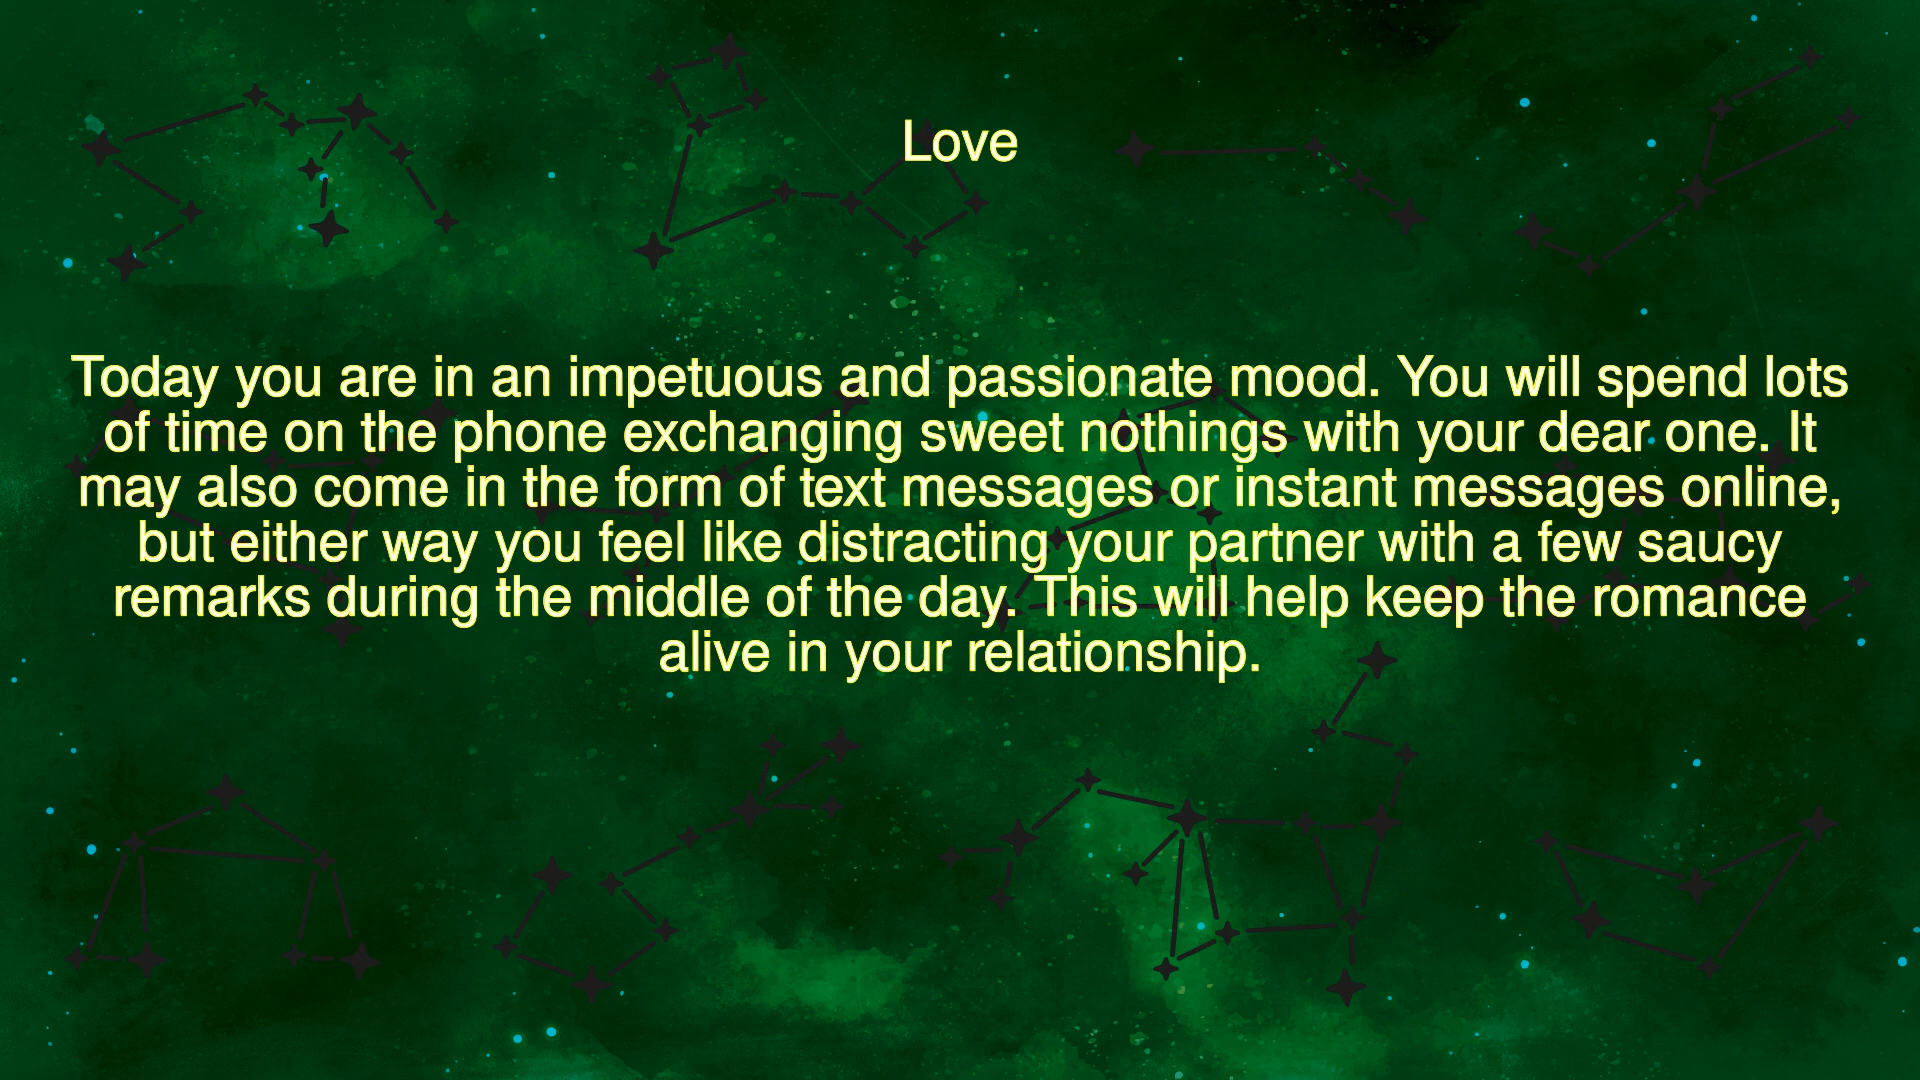 Love
Today you are in an impetuous and passionate mood. You will spend lots
of time on the phone exchanging sweet nothings with your dear one. It
may also come in the form of text messages or instant messages online,
but either way you feel like distracting your partner with a few saucy
remarks during the middle of the day. This will help keep the romance
alive in your relationship.